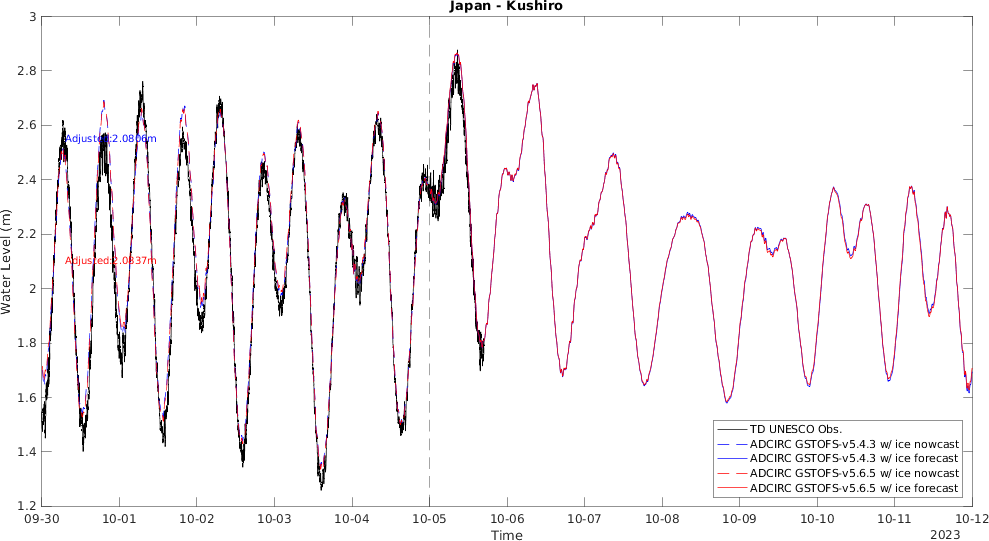 Japan - Kushiro
Water Level (m)
3
2.8
2.6
2.4
2.2
2
1.8
1.6
1.4
1.2
Adjusted:2.0806m
Adjusted:2.0837m
TD UNESCO Obs.
ADCIRC GSTOFS-v5.4.3 w/ ice nowcast
ADCIRC GSTOFS-v5.4.3 w/ ice forecast
ADCIRC GSTOFS-v5.6.5 w/ ice nowcast
ADCIRC GSTOFS-v5.6.5 w/ ice forecast
09-30 10-01 10-02 10-03 10-04 10-05 10-06 10-07 10-08 10-09 10-10 10-11 10-12
Time
2023